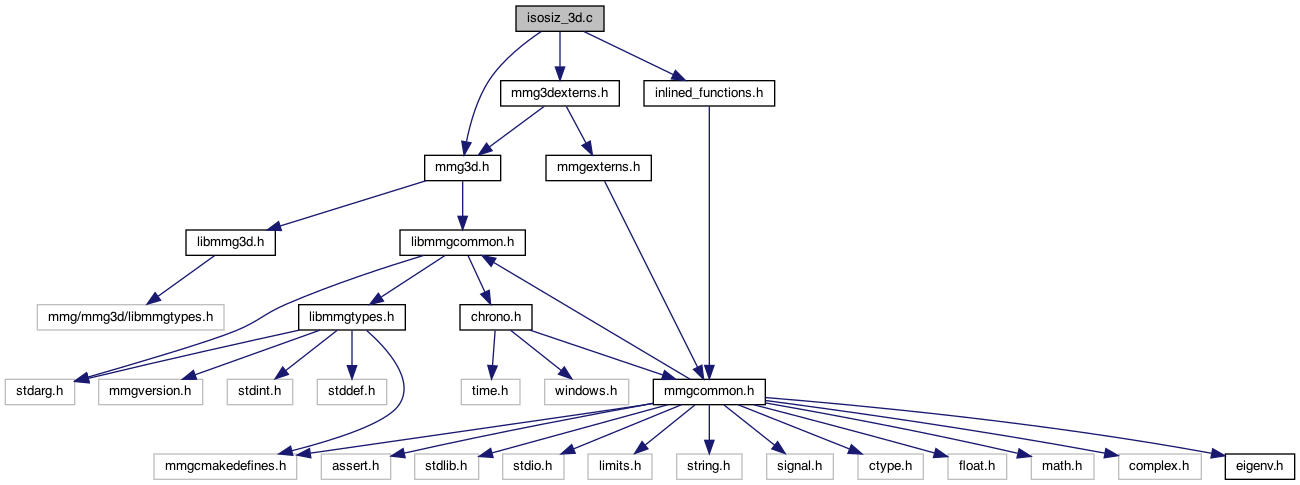 isosiz_3d.c
mmg3dexterns.h
inlined_functions.h
mmg3d.h
mmgexterns.h
libmmg3d.h
libmmgcommon.h
mmg/mmg3d/libmmgtypes.h
libmmgtypes.h
chrono.h
stdarg.h
mmgversion.h
stdint.h
stddef.h
time.h
windows.h
mmgcommon.h
mmgcmakedefines.h
assert.h
stdlib.h
stdio.h
limits.h
string.h
signal.h
ctype.h
float.h
math.h
complex.h
eigenv.h